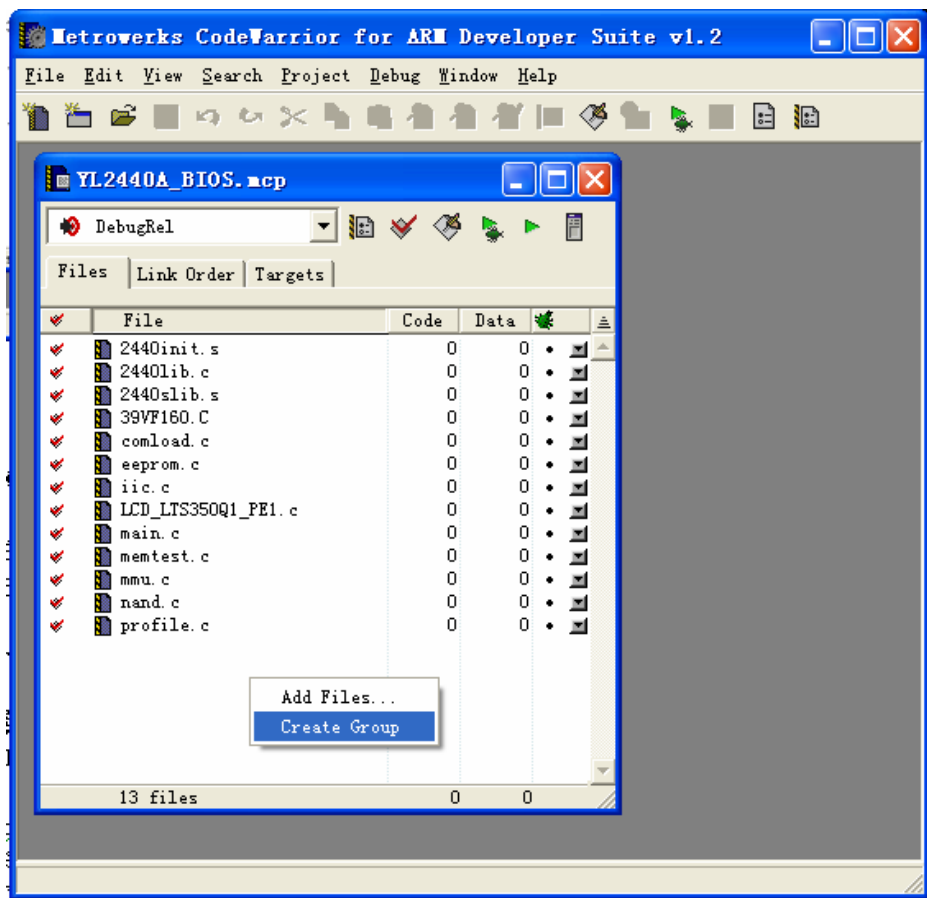 Metrowerks CodeWarrior for ARM Developer Suite v1.2
File Edit View Search Project Debug Window Help
YL2440A_BIOS.mcp
DebugRel
Files Link Order Targets
File Code Data
2440init.s 0 0
2440lib.c 0 0
2440slib.s 0 0
39VF160.C 0 0
comload.c 0 0
eeprom.c 0 0
iic.c 0 0
LCD_LTS350Q1_PE1.c 0 0
main.c 0 0
memtest.c 0 0
mmu.c 0 0
nand.c 0 0
profile.c 0 0
Add Files...
Create Group
13 files 0 0